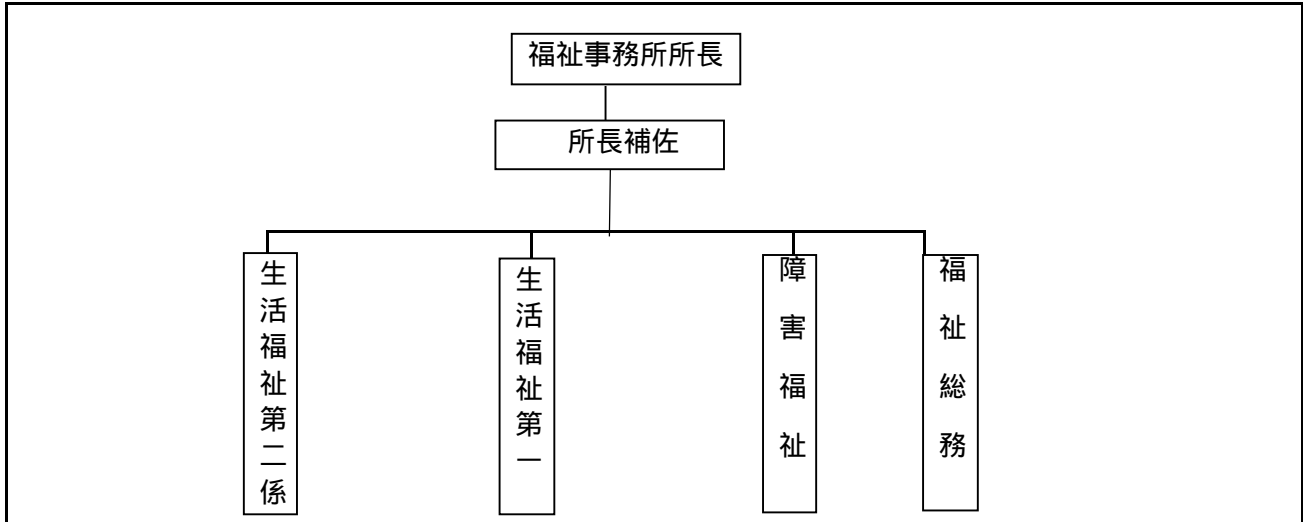 福祉事務所所長
所長補佐
福祉総務
障害福祉
生活福祉第一
生活福祉第二係